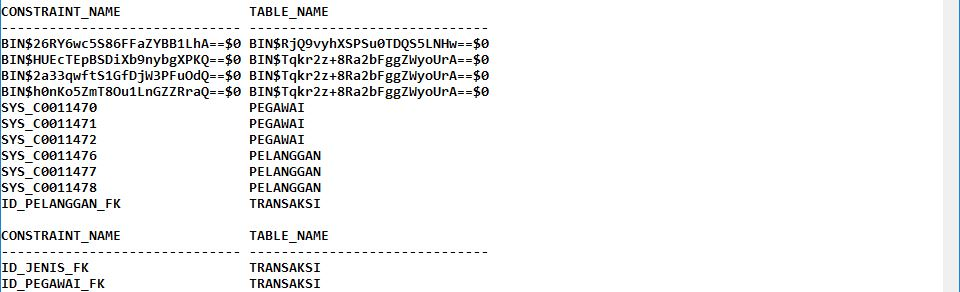 CONSTRAINT_NAME TABLE_NAME
------------------------------ ------------------------------
BIN$26RY6wc5S86FFaZYBB1LhA==$0 BIN$RjQ9vyhXSPSu0TDQS5LNHw==$0
BIN$HUEcTEpBSDiXb9nybgXPKQ==$0 BIN$Tqkr2z+8Ra2bFggZWyoUrA==$0
BIN$2a33qwftS1GfDjW3PFuOdQ==$0 BIN$Tqkr2z+8Ra2bFggZWyoUrA==$0
BIN$h0nKo5ZmT8Ou1LnGZZRraQ==$0 BIN$Tqkr2z+8Ra2bFggZWyoUrA==$0
SYS_C0011470 PEGAWAI
SYS_C0011471 PEGAWAI
SYS_C0011472 PEGAWAI
SYS_C0011476 PELANGGAN
SYS_C0011477 PELANGGAN
SYS_C0011478 PELANGGAN
ID_PELANGGAN_FK TRANSAKSI
CONSTRAINT_NAME TABLE_NAME
------------------------------ ------------------------------
ID_JENIS_FK TRANSAKSI
ID_PEGAWAI_FK TRANSAKSI